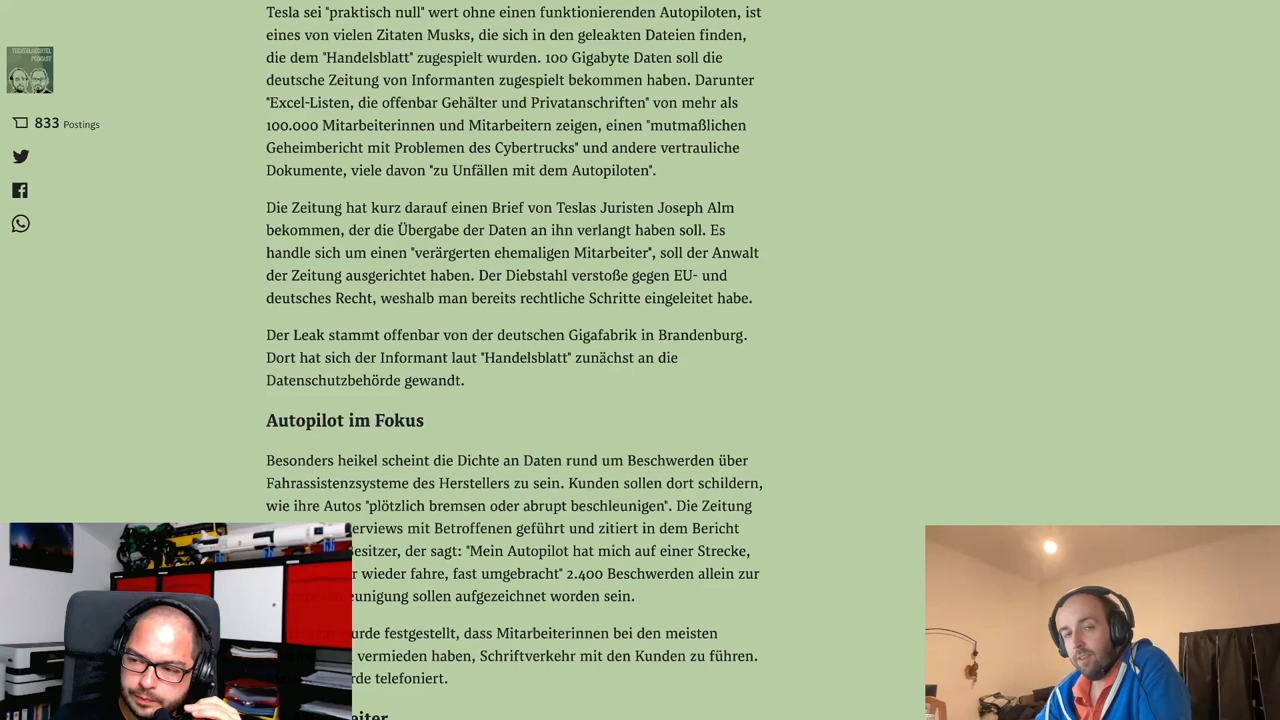 TECHTELMECHTEL
PODCAST
833 Postings
Tesla sei "praktisch null" wert ohne einen funktionierenden Autopiloten, ist
eines von vielen Zitaten Musks, die sich in den geleakten Dateien finden,
die dem "Handelsblatt" zugespielt wurden. 100 Gigabyte Daten soll die
deutsche Zeitung von Informanten zugespielt bekommen haben. Darunter
"Excel-Listen, die offenbar Gehälter und Privatanschriften" von mehr als
100.000 Mitarbeiterinnen und Mitarbeitern zeigen, einen "mutmaßlichen
Geheimbericht mit Problemen des Cybertrucks" und andere vertrauliche
Dokumente, viele davon "zu Unfällen mit dem Autopiloten".
Die Zeitung hat kurz darauf einen Brief von Teslas Juristen Joseph Alm
bekommen, der die Übergabe der Daten an ihn verlangt haben soll. Es
handle sich um einen "verärgerten ehemaligen Mitarbeiter", soll der Anwalt
der Zeitung ausgerichtet haben. Der Diebstahl verstoße gegen EU- und
deutsches Recht, weshalb man bereits rechtliche Schritte eingeleitet habe.
Der Leak stammt offenbar von der deutschen Gigafabrik in Brandenburg.
Dort hat sich der Informant laut "Handelsblatt" zunächst an die
Datenschutzbehörde gewandt.
Autopilot im Fokus
Besonders heikel scheint die Dichte an Daten rund um Beschwerden über
Fahrassistenzsysteme des Herstellers zu sein. Kunden sollen dort schildern,
wie ihre Autos "plötzlich bremsen oder abrupt beschleunigen". Die Zeitung
erviews mit Betroffenen geführt und zitiert in dem Bericht
esitzer, der sagt: "Mein Autopilot hat mich auf einer Strecke,
r wieder fahre, fast umgebracht" 2.400 Beschwerden allein zur
eunigung sollen aufgezeichnet worden sein.
urde festgestellt, dass Mitarbeiterinnen bei den meisten
vermieden haben, Schriftverkehr mit den Kunden zu führen.
rde telefoniert.
eiter